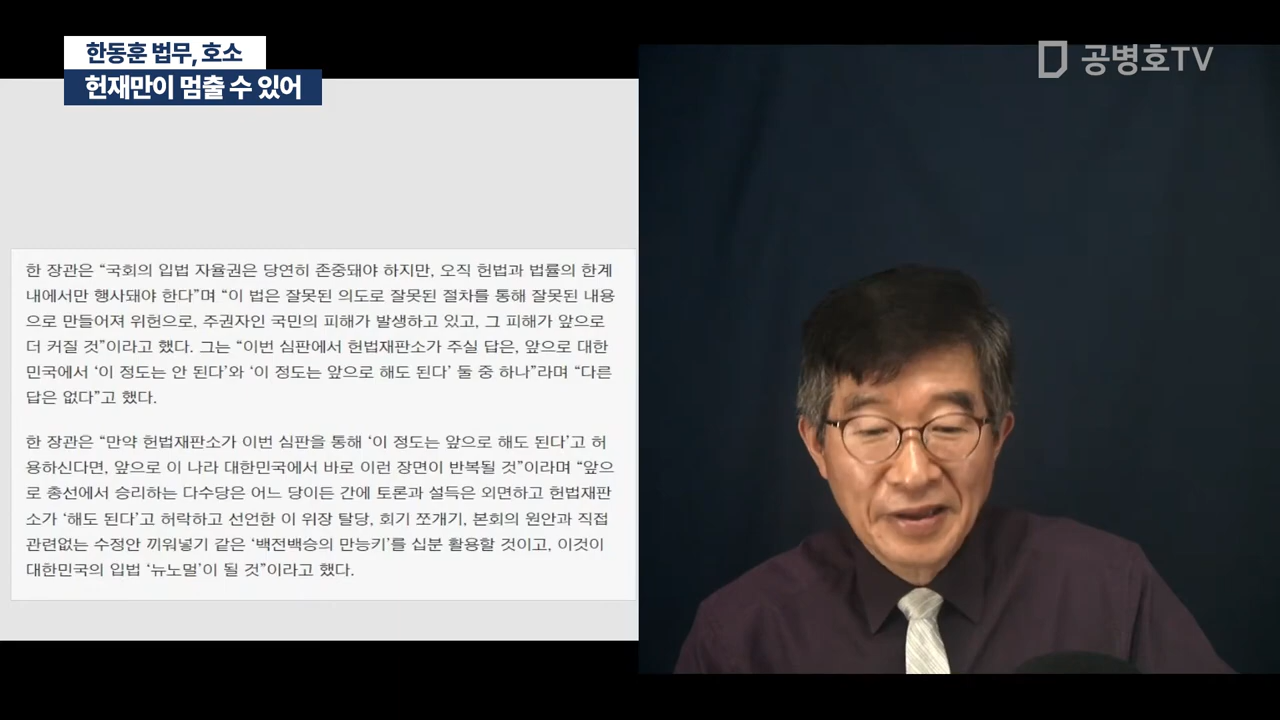 한동훈 법무, 호소
헌재만이 멈출 수 있어
공병호TV
한 장관은 “국회의 입법 자율권은 당연히 존중돼야 하지만, 오직 헌법과 법률의 한계
내에서만 행사돼야 한다”며 “이 법은 잘못된 의도로 잘못된 절차를 통해 잘못된 내용
으로 만들어져 위헌으로, 주권자인 국민의 피해가 발생하고 있고, 그 피해가 앞으로
더 커질 것”이라고 했다. 그는 “이번 심판에서 헌법재판소가 주실 답은, 앞으로 대한
민국에서 ‘이 정도는 안 된다’와 ‘이 정도는 앞으로 해도 된다’ 둘 중 하나”라며 “다른
답은 없다”고 했다.
한 장관은 “만약 헌법재판소가 이번 심판을 통해 ‘이 정도는 앞으로 해도 된다’고 허
용하신다면, 앞으로 이 나라 대한민국에서 바로 이런 장면이 반복될 것”이라며 “앞으
로 총선에서 승리하는 다수당은 어느 당이든 간에 토론과 설득은 외면하고 헌법재판
소가 ‘해도 된다’고 허락하고 선언한 이 위장 탈당, 회기 쪼개기, 본회의 원안과 직접
관련없는 수정안 끼워넣기 같은 ‘백전백승의 만능키’를 십분 활용할 것이고, 이것이
대한민국의 입법 ‘뉴노멀’이 될 것”이라고 했다.